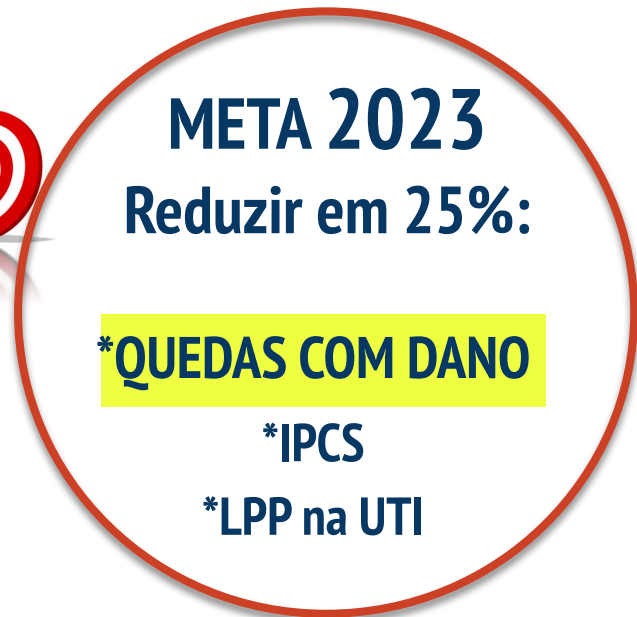 META 2023
Reduzir em 25%:
*QUEDAS COM DANO
*IPCS
*LPP na UTI